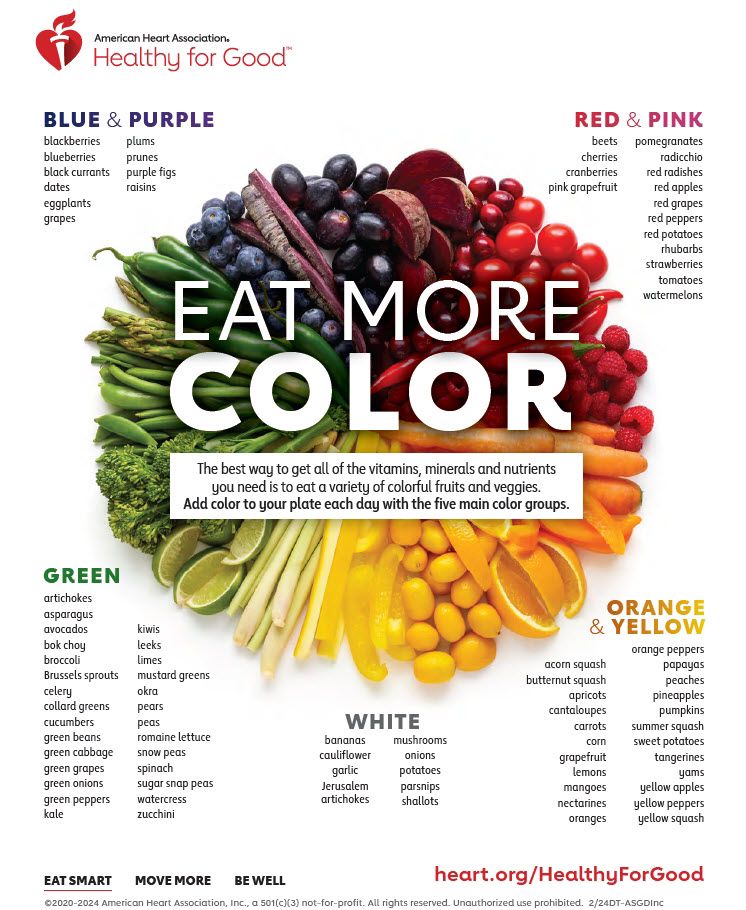 American Heart Association®
Healthy for Good™
BLUE & PURPLE
blackberries
blueberries
black currants
dates
eggplants
grapes
plums
prunes
purple figs
raisins
RED & PINK
beets
cherries
cranberries
pink grapefruit
pomegranates
radicchio
red radishes
red apples
red grapes
red peppers
red potatoes
rhubarbs
strawberries
tomatoes
watermelons
EAT MORE
COLOR
The best way to get all of the vitamins, minerals and nutrients
you need is to eat a variety of colorful fruits and veggies.
Add color to your plate each day with the five main color groups.
GREEN
artichokes
asparagus
avocados
bok choy
broccoli
Brussels sprouts
celery
collard greens
cucumbers
green beans
green cabbage
green grapes
green onions
green peppers
kale
kiwis
leeks
limes
mustard greens
okra
pears
peas
romaine lettuce
snow peas
spinach
sugar snap peas
watercress
zucchini
WHITE
bananas
cauliflower
garlic
Jerusalem
artichokes
mushrooms
onions
potatoes
parsnips
shallots
ORANGE
& YELLOW
acorn squash
butternut squash
apricots
cantaloupes
carrots
corn
grapefruit
lemons
mangoes
nectarines
oranges
orange peppers
papayas
peaches
pineapples
pumpkins
summer squash
sweet potatoes
tangerines
yams
yellow apples
yellow peppers
yellow squash
EAT SMART MOVE MORE BE WELL
heart.org/HealthyForGood
©2020-2024 American Heart Association, Inc., a 501(c)(3) not-for-profit. All rights reserved. Unauthorized use prohibited. 2/24DT-ASGDInc